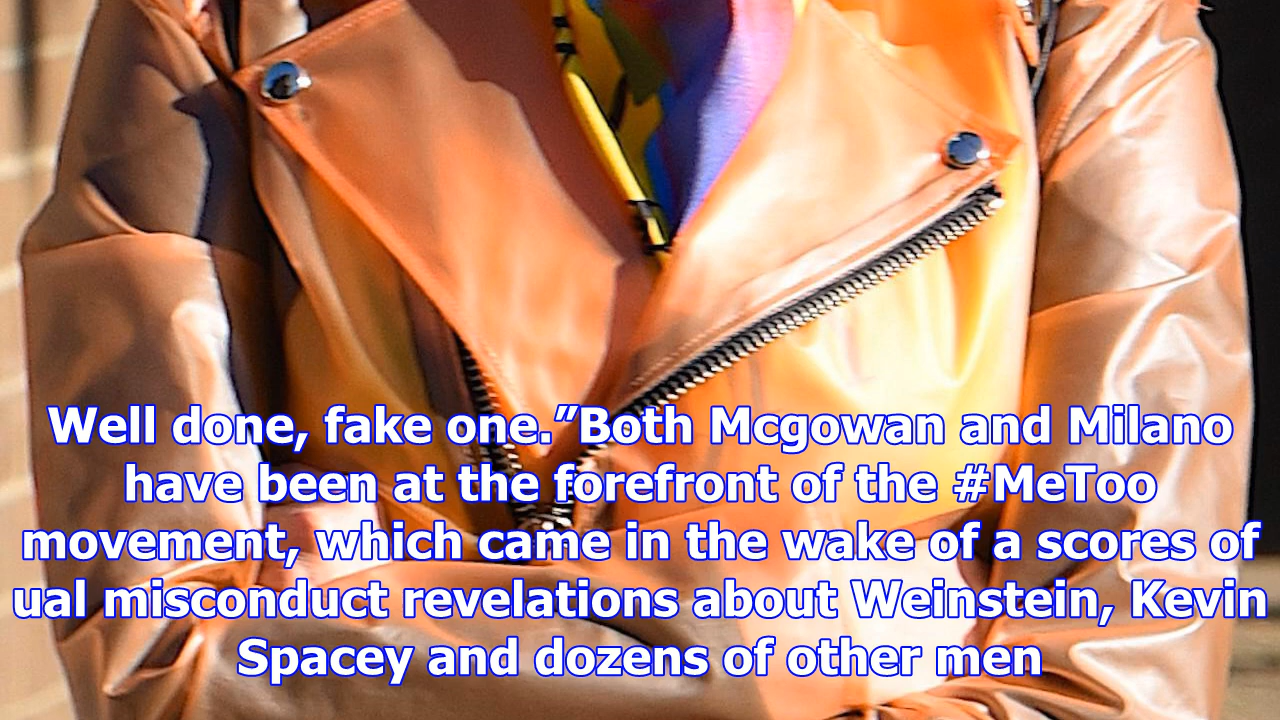 Well done, fake one.”Both Mcgowan and Milano
have been at the forefront of the #MeToo
movement, which came in the wake of a scores of
ual misconduct revelations about Weinstein, Kevin
Spacey and dozens of other men